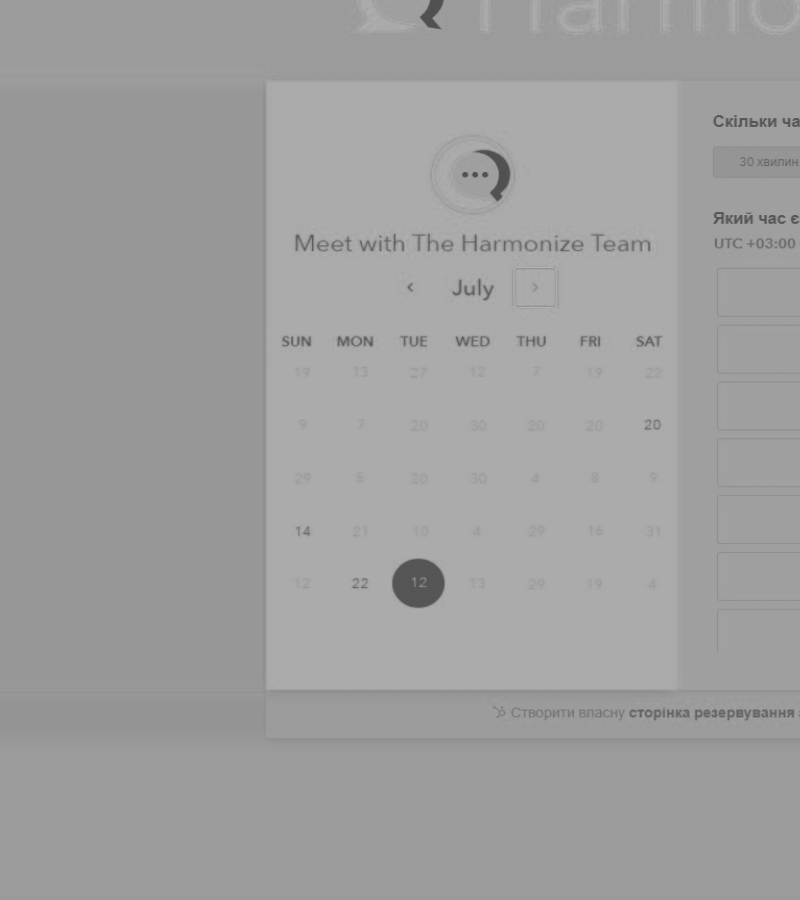 Harmo
Meet with The Harmonize Team
July
SUN MON TUE WED THU FRI SAT
19 13 27 12 7 19 22
9 7 20 30 20 20 20
29 5 20 30 4 8 9
14 21 10 4 29 16 31
12 22 12 13 29 19 4
Скільки ча
30 хвилин
Який час є
UTC +03:00
Створити власну сторінка резервування